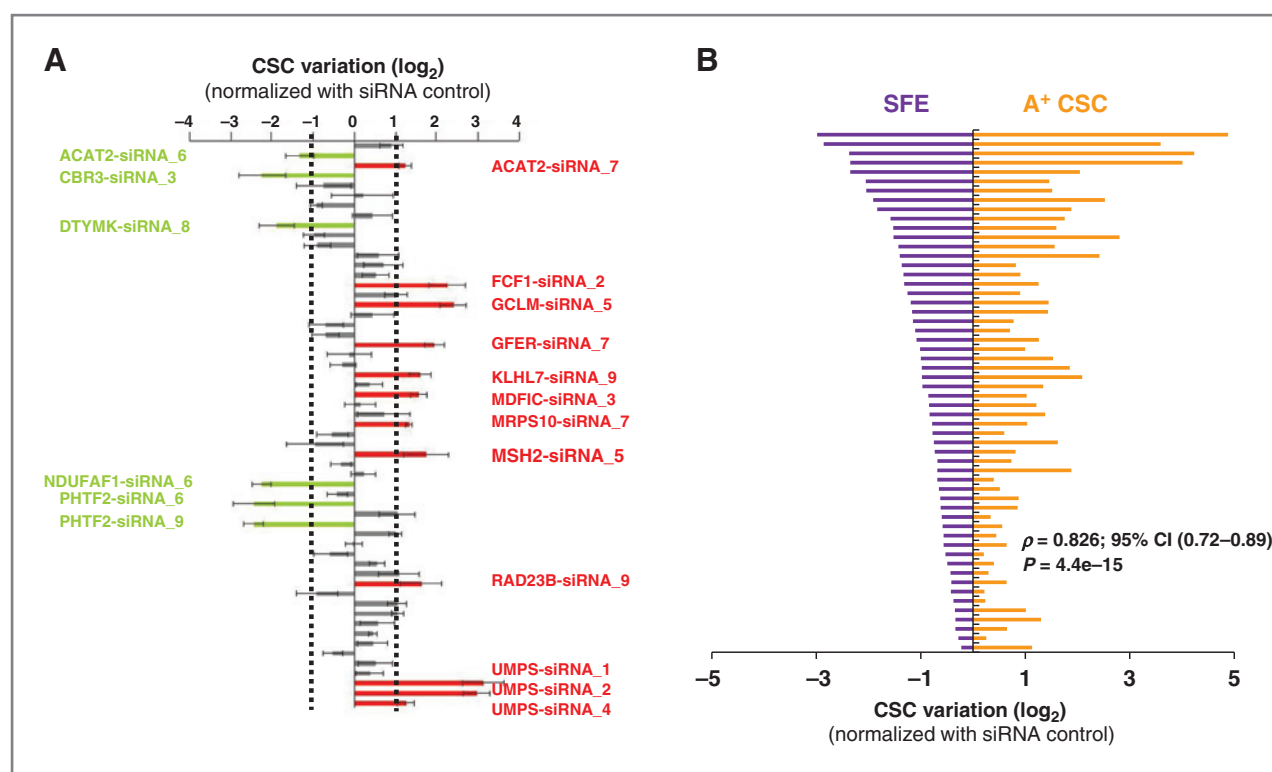 A
CSC variation (log2)
(normalized with siRNA control)
−4 −3 −2 −1 0 1 2 3 4
ACAT2-siRNA_6
ACAT2-siRNA_7
CBR3-siRNA_3
DTYMK-siRNA_8
FCF1-siRNA_2
GCLM-siRNA_5
GFER-siRNA_7
KLHL7-siRNA_9
MDFIC-siRNA_3
MRPS10-siRNA_7
MSH2-siRNA_5
NDUFAF1-siRNA_6
PHTF2-siRNA_6
PHTF2-siRNA_9
RAD23B-siRNA_9
UMPS-siRNA_1
UMPS-siRNA_2
UMPS-siRNA_4
B
SFE A+ CSC
ρ = 0.826; 95% CI (0.72–0.89)
P = 4.4e–15
−5 −3 −1 1 3 5
CSC variation (log2)
(normalized with siRNA control)